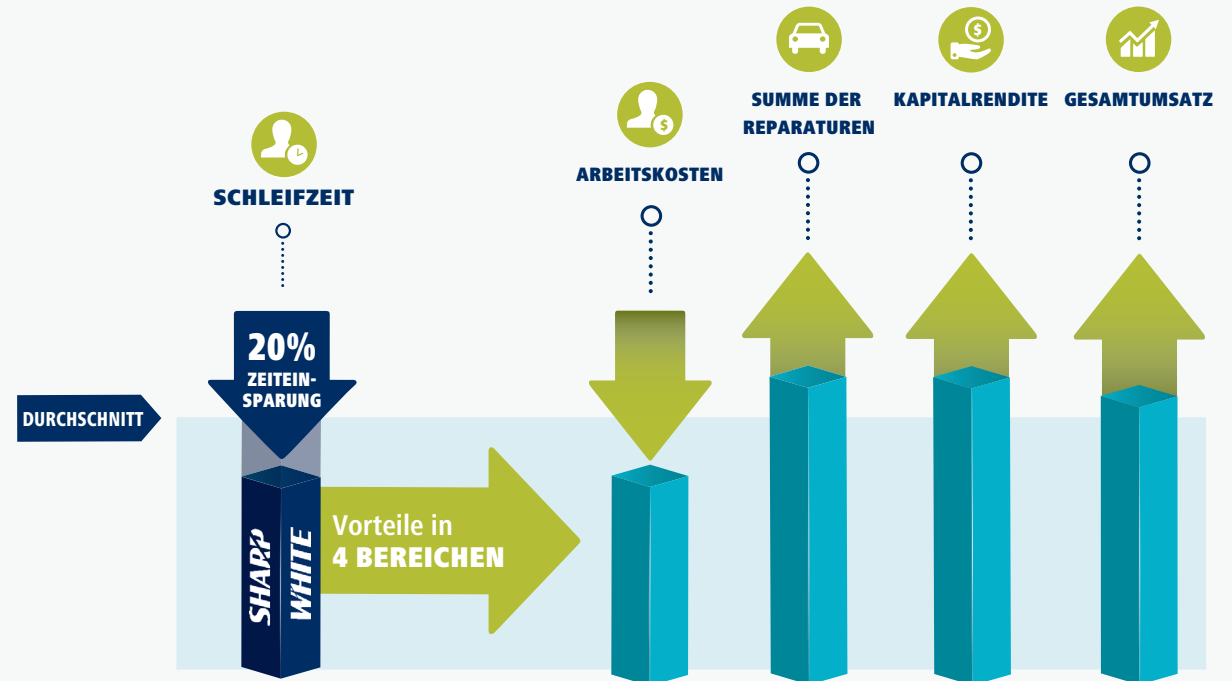 SUMME DER
REPARATUREN
KAPITALRENDITE
GESAMTUMSATZ
ARBEITSKOSTEN
SCHLEIFZEIT
20%
ZEITEIN-
SPARUNG
DURCHSCHNITT
SHARP
WHITE
Vorteile in
4 BEREICHEN
$
$